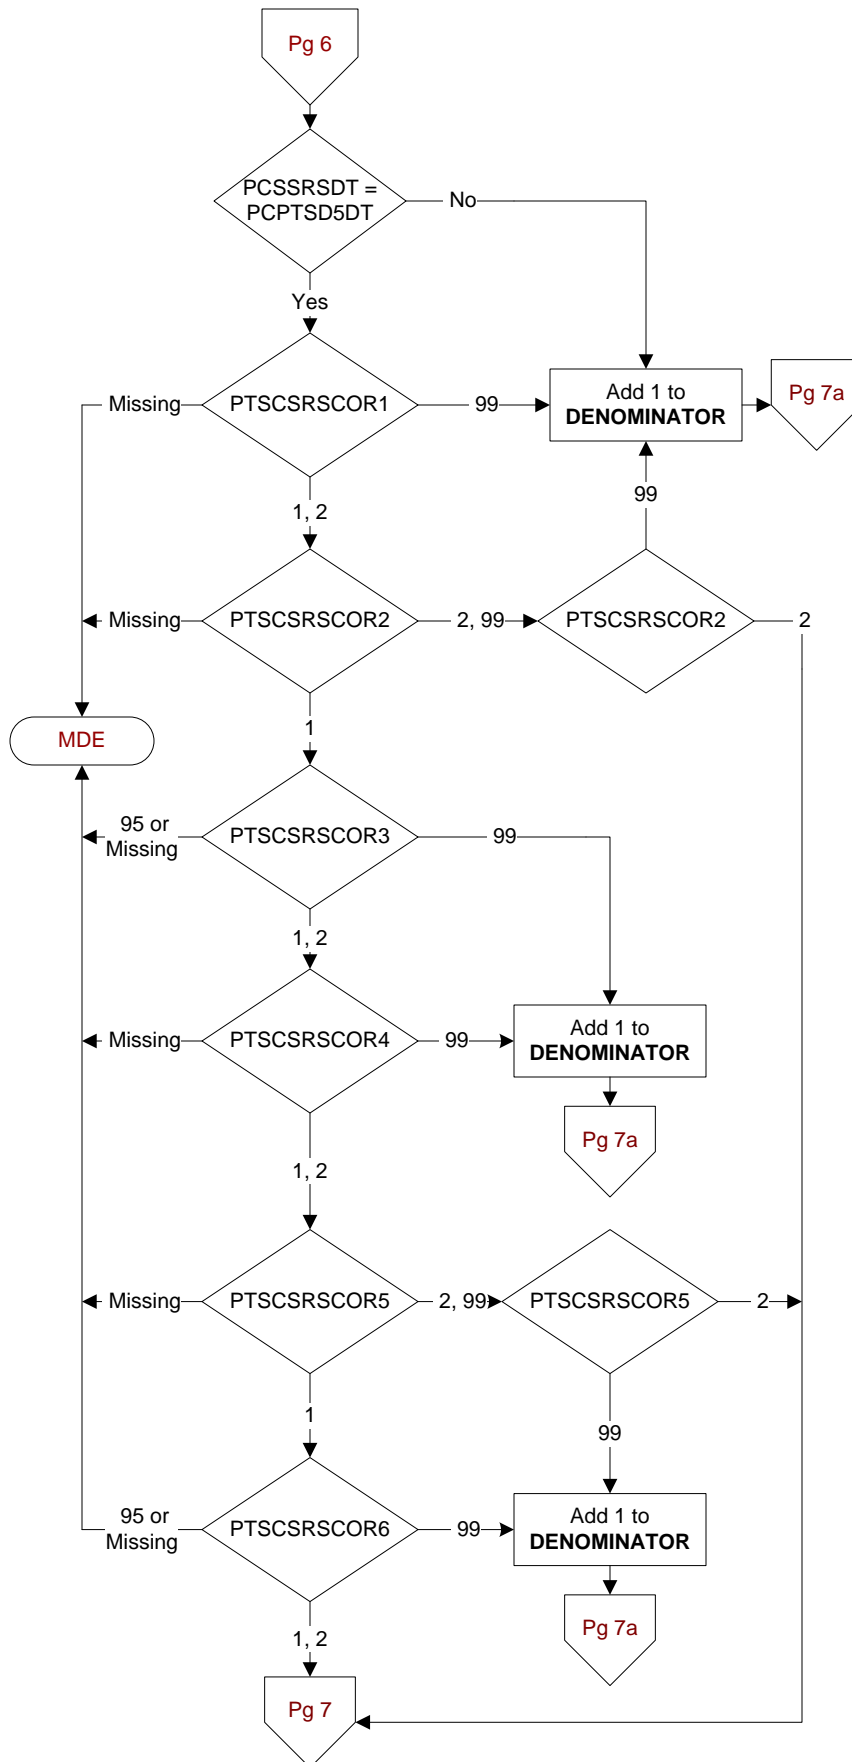 Pg 6
PCSSRSDT =
PCPTSD5DT
No
Yes
Missing
PTSCSRSCOR1
99
Add 1 to
DENOMINATOR
Pg 7a
1, 2
99
Missing
PTSCSRSCOR2
2, 99
PTSCSRSCOR2
2
1
MDE
95 or
Missing
PTSCSRSCOR3
99
1, 2
Missing
PTSCSRSCOR4
99
Add 1 to
DENOMINATOR
Pg 7a
1, 2
Missing
PTSCSRSCOR5
2, 99
PTSCSRSCOR5
2
1
99
95 or
Missing
PTSCSRSCOR6
99
Add 1 to
DENOMINATOR
Pg 7a
1, 2
Pg 7